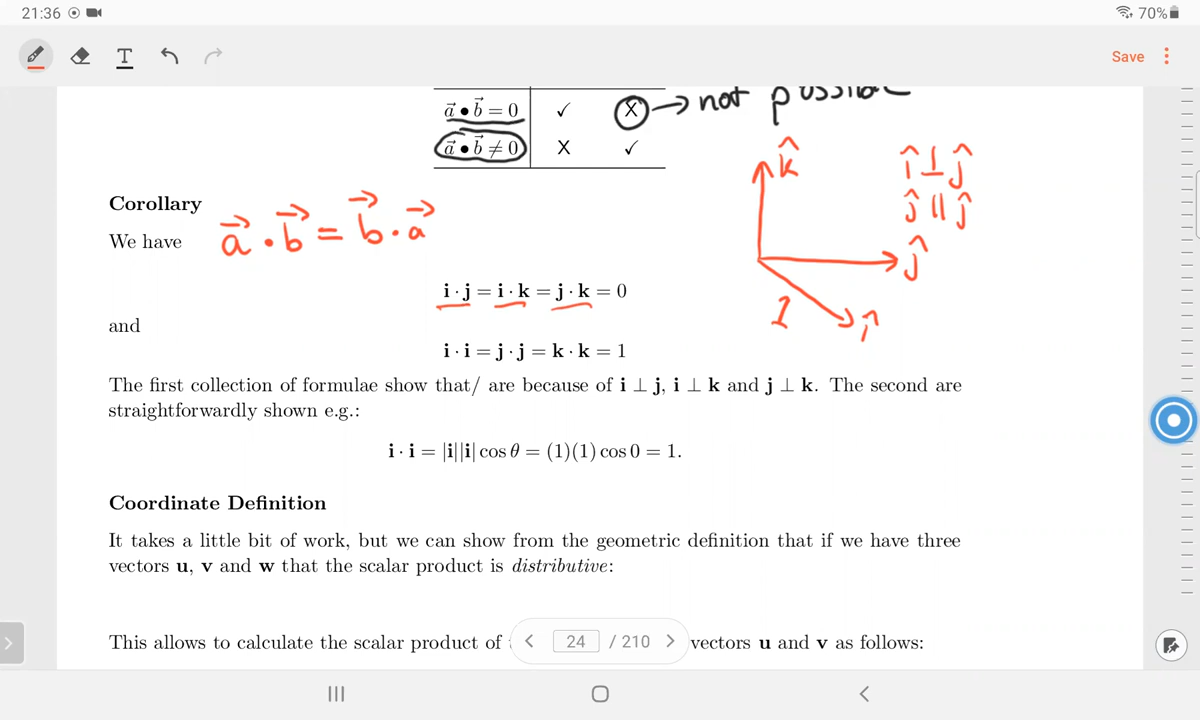 21:36 70%
T Save
a⃗ • b⃗ = 0 ✓ X → not possible
a⃗ • b⃗ ≠ 0 X ✓
k̂ î ⊥ ĵ
ĵ || ĵ
Corollary
We have a⃗ · b⃗ = b⃗ · a⃗
ĵ
i · j = i · k = j · k = 0
î
and
i · i = j · j = k · k = 1
The first collection of formulae show that/ are because of i ⊥ j, i ⊥ k and j ⊥ k. The second are
straightforwardly shown e.g.:
i · i = |i||i| cos θ = (1)(1) cos 0 = 1.
Coordinate Definition
It takes a little bit of work, but we can show from the geometric definition that if we have three
vectors u, v and w that the scalar product is distributive:
This allows to calculate the scalar product of < 24 / 210 > vectors u and v as follows: